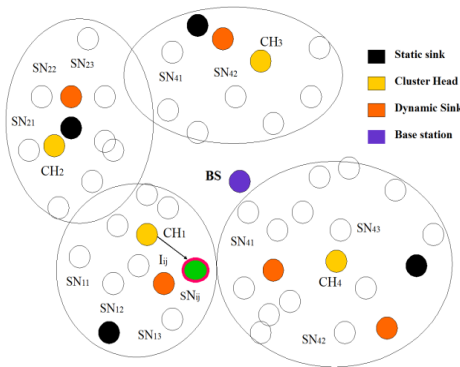 CH3
SN41
SN42
SN22
SN23
SN21
CH2
Static sink
Cluster Head
Dynamic Sink
Base station
BS
CH1
Iij
SNij
SN11
SN12
SN13
SN41
SN43
CH4
SN42